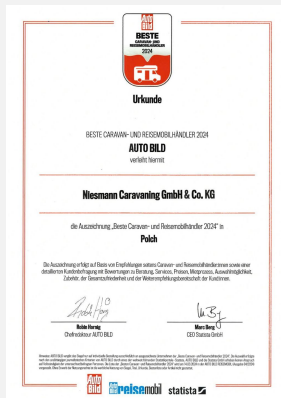 Auto
Bild
BESTE
CARAVAN- UND
REISEMOBILHÄNDLER
2024
Urkunde
BESTE CARAVAN- UND REISEMOBILHÄNDLER 2024
AUTO BILD
verleiht hiermit
Niesmann Caravaning GmbH & Co. KG
die Auszeichnung „Beste Caravan- und Reisemobilhändler 2024“ in
Polch
Die Auszeichnung erfolgt auf Basis von Empfehlungen seitens Caravan- und Reisemobilhändler:innen sowie einer
detaillierten Kundenbefragung mit Bewertungen zu Beratung, Services, Preisen, Mietprozess, Auswahlmöglichkeit,
Zubehör, der Gesamtzufriedenheit und der Weiterempfehlungsbereitschaft der Kund:innen.
Robin Hornig
Chefredakteur AUTO BILD
Marc Berg
CEO Statista GmbH
Auto
Bild
reisemobil
statista